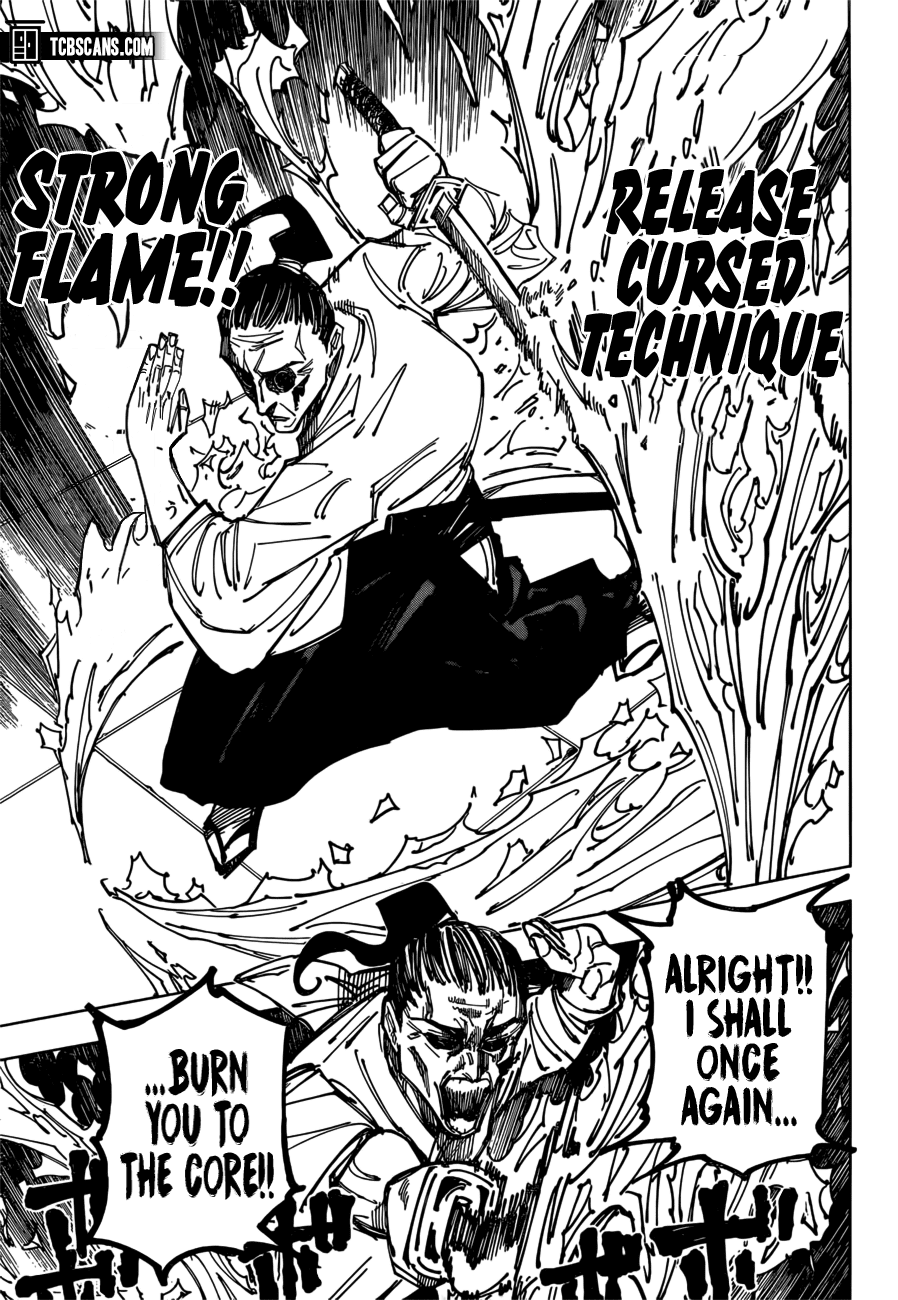 TCBSCANS.COM
RELEASE
CURSED
TECHNIQUE
STRONG
FLAME!!
ALRIGHT!!
I SHALL
ONCE
AGAIN...
...BURN
YOU TO
THE CORE!!